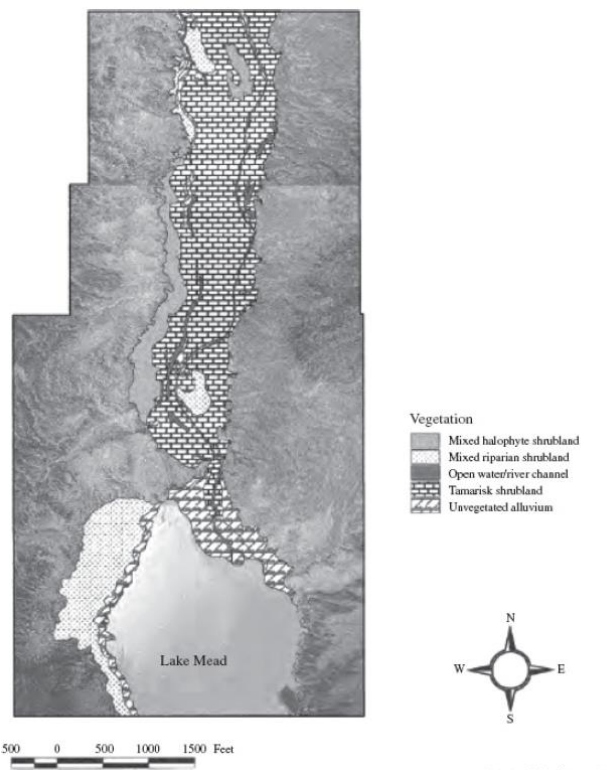 Vegetation
Mixed halophyte shrubland
Mixed riparian shrubland
Open water/river channel
Tamarisk shrubland
Unvegetated alluvium
N
W E
S
Lake Mead
500 0 500 1000 1500 Feet